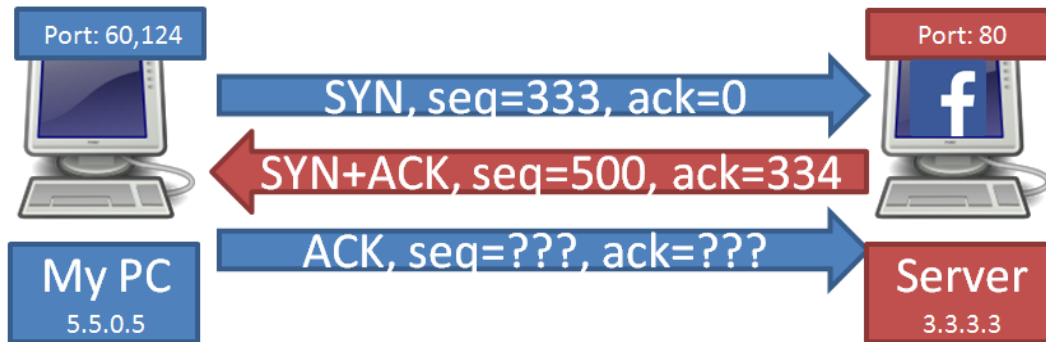 Port: 60,124
Port: 80
f
SYN, seq=333, ack=0
SYN+ACK, seq=500, ack=334
ACK, seq=???, ack=???
My PC
5.5.0.5
Server
3.3.3.3